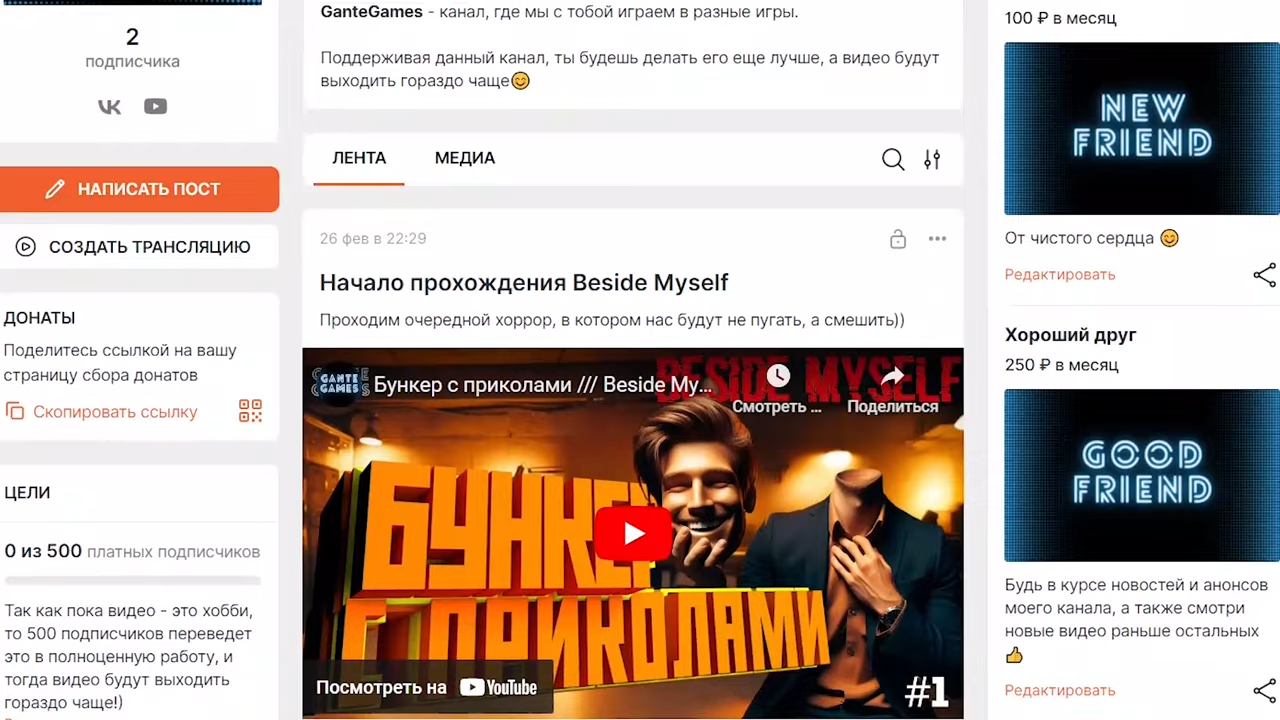 2
подписчика
НАПИСАТЬ ПОСТ
СОЗДАТЬ ТРАНСЛЯЦИЮ
ДОНАТЫ
Поделитесь ссылкой на вашу
страницу сбора донатов
Скопировать ссылку
ЦЕЛИ
0 из 500 платных подписчиков
Так как пока видео - это хобби,
то 500 подписчиков переведет
это в полноценную работу, и
тогда видео будут выходить
гораздо чаще!)
GanteGames - канал, где мы с тобой играем в разные игры.
Поддерживая данный канал, ты будешь делать его еще лучше, а видео будут
выходить гораздо чаще😊
ЛЕНТА МЕДИА
26 фев в 22:29
Начало прохождения Beside Myself
Проходим очередной хоррор, в котором нас будут не пугать, а смешить))
BESIDE MYSELF
GANTE
GAMES
Бункер с приколами /// Beside My...
Смотреть ... Поделиться
БУНКЕР
С ПРИКОЛАМИ
Посмотреть на YouTube
#1
100 ₽ в месяц
NEW
FRIEND
От чистого сердца 😊
Редактировать
Хороший друг
250 ₽ в месяц
GOOD
FRIEND
Будь в курсе новостей и анонсов
моего канала, а также смотри
новые видео раньше остальных
👍
Редактировать